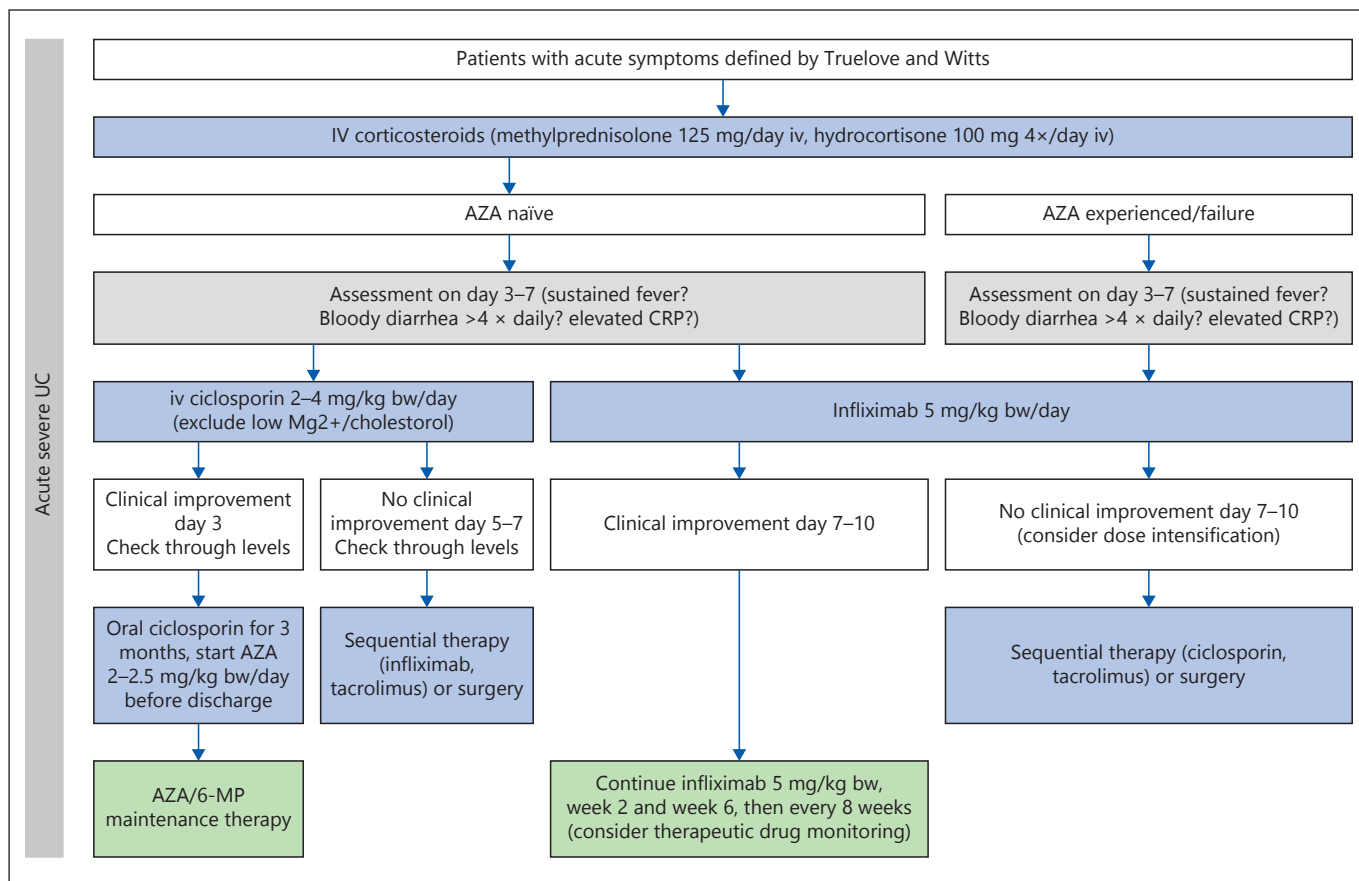 Acute severe UC
Patients with acute symptoms defined by Truelove and Witts
IV corticosteroids (methylprednisolone 125 mg/day iv, hydrocortisone 100 mg 4×/day iv)
AZA naïve
AZA experienced/failure
Assessment on day 3–7 (sustained fever?
Bloody diarrhea >4 × daily? elevated CRP?)
Assessment on day 3–7 (sustained fever?
Bloody diarrhea >4 × daily? elevated CRP?)
iv ciclosporin 2–4 mg/kg bw/day
(exclude low Mg2+/cholestorol)
Infliximab 5 mg/kg bw/day
Clinical improvement
day 3
Check through levels
No clinical
improvement day 5–7
Check through levels
Clinical improvement day 7–10
No clinical improvement day 7–10
(consider dose intensification)
Oral ciclosporin for 3
months, start AZA
2–2.5 mg/kg bw/day
before discharge
Sequential therapy
(infliximab,
tacrolimus) or surgery
Sequential therapy (ciclosporin,
tacrolimus) or surgery
AZA/6-MP
maintenance therapy
Continue infliximab 5 mg/kg bw,
week 2 and week 6, then every 8 weeks
(consider therapeutic drug monitoring)